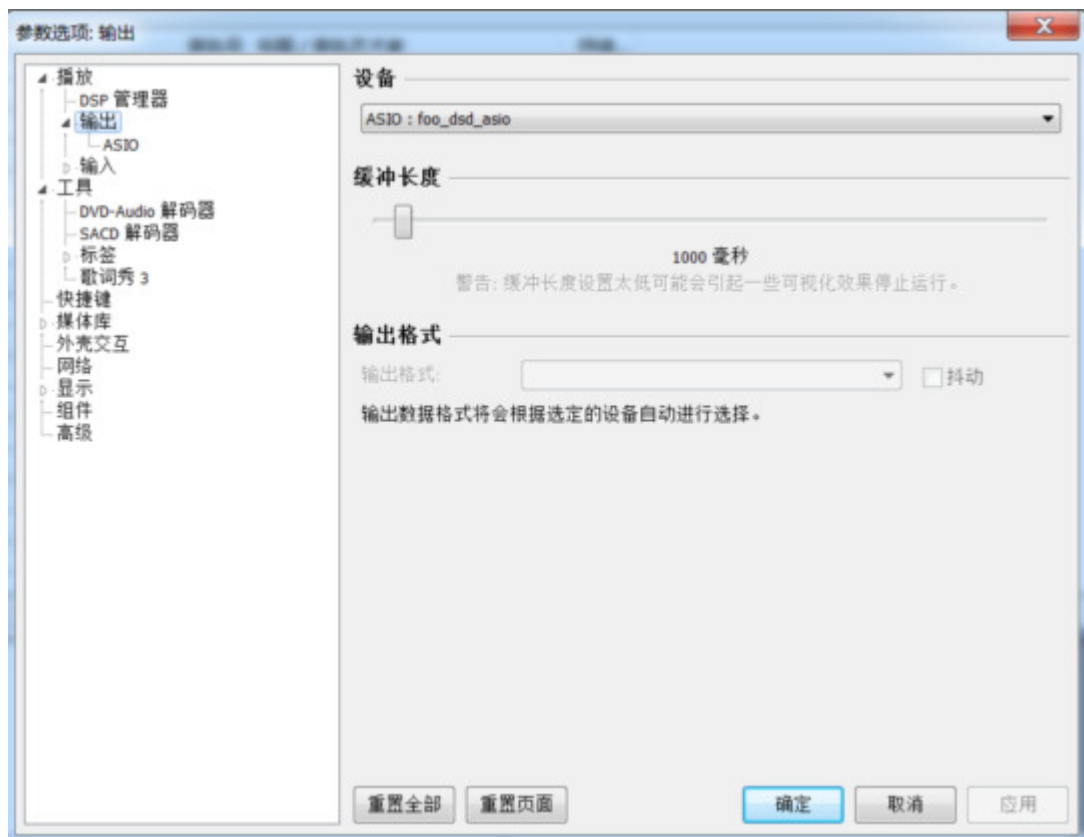 参数选项: 输出
播放
DSP 管理器
输出
ASIO
输入
工具
DVD-Audio 解码器
SACD 解码器
标签
歌词秀 3
快捷键
媒体库
外壳交互
网络
显示
组件
高级
设备
ASIO : foo_dsd_asio
缓冲长度
1000 毫秒
警告: 缓冲长度设置太低可能会引起一些可视化效果停止运行。
输出格式
输出格式:
抖动
输出数据格式将会根据选定的设备自动进行选择。
重置全部
重置页面
确定
取消
应用